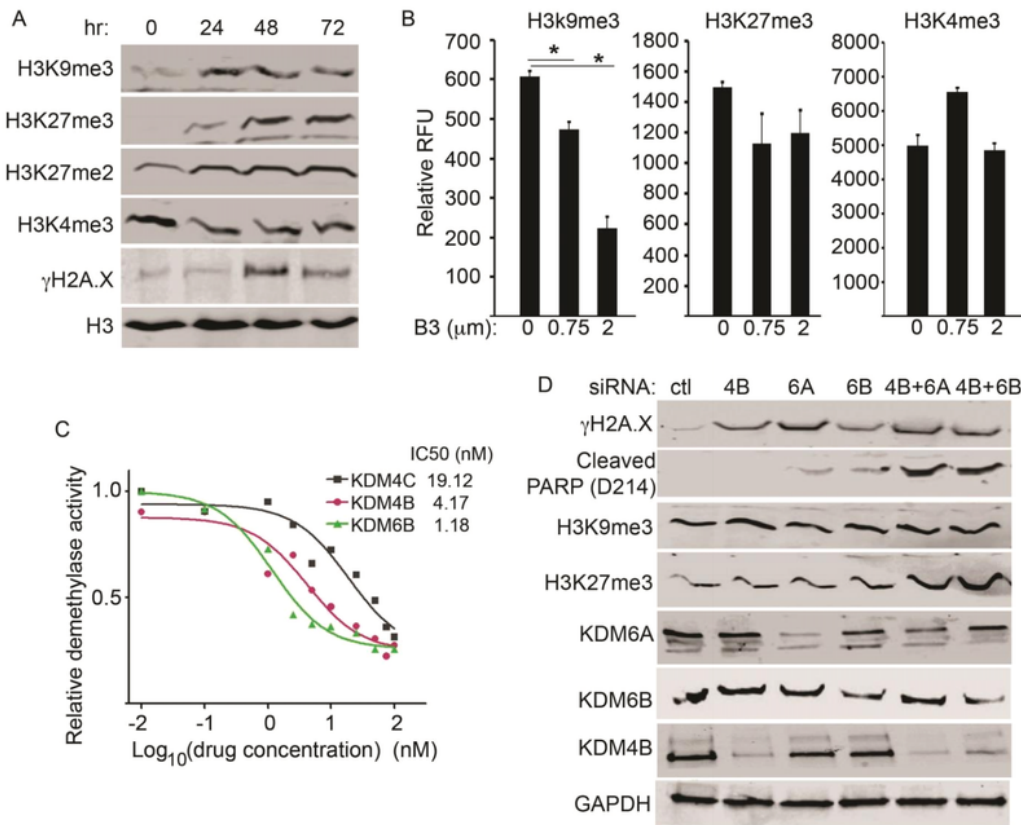 A
hr: 0 24 48 72
H3K9me3
H3K27me3
H3K27me2
H3K4me3
γH2A.X
H3
B
H3k9me3 H3K27me3 H3K4me3
Relative RFU
700
600
500
400
300
200
100
* *
1800
1600
1400
1200
1000
800
600
400
200
8000
7000
6000
5000
4000
3000
2000
1000
B3 (μm): 0 0.75 2 0 0.75 2 0 0.75 2
C
IC50 (nM)
KDM4C 19.12
KDM4B 4.17
KDM6B 1.18
Relative demethylase activity
1.0
0.5
-2 -1 0 1 2
Log10(drug concentration) (nM)
D
siRNA: ctl 4B 6A 6B 4B+6A 4B+6B
γH2A.X
Cleaved
PARP (D214)
H3K9me3
H3K27me3
KDM6A
KDM6B
KDM4B
GAPDH